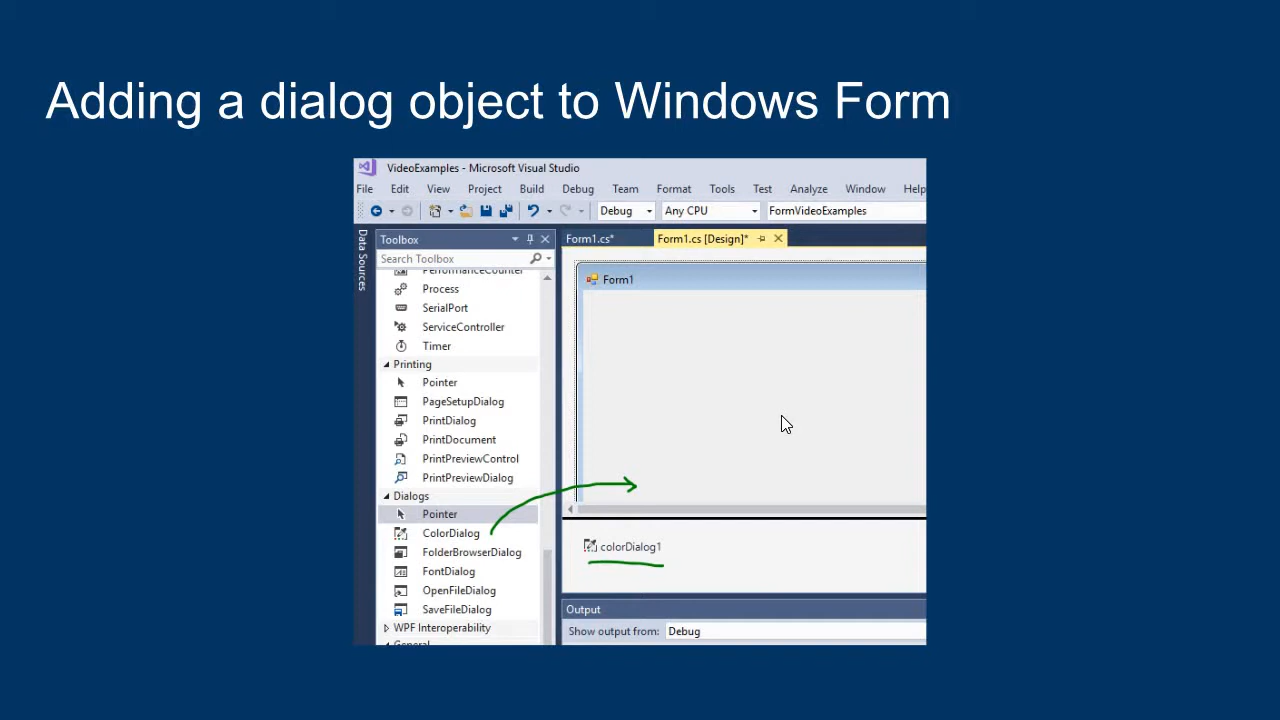 Adding a dialog object to Windows Form
VideoExamples - Microsoft Visual Studio
File Edit View Project Build Debug Team Format Tools Test Analyze Window Help
Debug Any CPU FormVideoExamples
Data Sources
Toolbox
Search Toolbox
PerformanceCounter
Process
SerialPort
ServiceController
Timer
Printing
Pointer
PageSetupDialog
PrintDialog
PrintDocument
PrintPreviewControl
PrintPreviewDialog
Dialogs
Pointer
ColorDialog
FolderBrowserDialog
FontDialog
OpenFileDialog
SaveFileDialog
WPF Interoperability
General
Form1.cs* Form1.cs [Design]*
Form1
colorDialog1
Output
Show output from: Debug